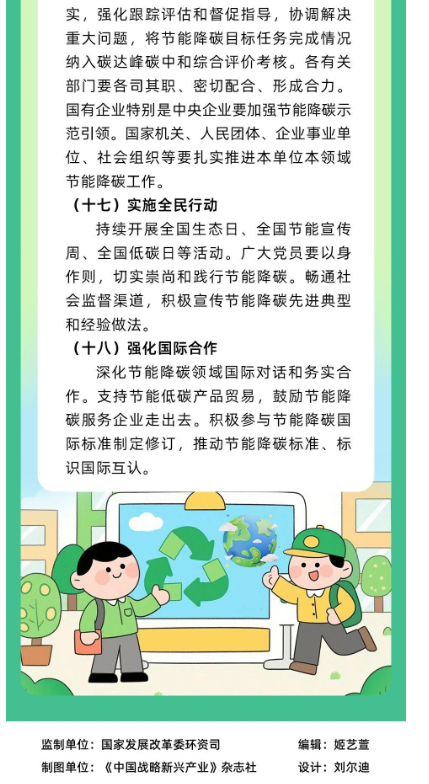 实，强化跟踪评估和督促指导，协调解决
重大问题，将节能降碳目标任务完成情况
纳入碳达峰碳中和综合评价考核。各有关
部门要各司其职、密切配合、形成合力。
国有企业特别是中央企业要加强节能降碳示
范引领。国家机关、人民团体、企业事业单
位、社会组织等要扎实推进本单位本领域
节能降碳工作。
（十七）实施全民行动
持续开展全国生态日、全国节能宣传
周、全国低碳日等活动。广大党员要以身
作则，切实崇尚和践行节能降碳。畅通社
会监督渠道，积极宣传节能降碳先进典型
和经验做法。
（十八）强化国际合作
深化节能降碳领域国际对话和务实合
作。支持节能低碳产品贸易，鼓励节能降
碳服务企业走出去。积极参与节能降碳国
际标准制定修订，推动节能降碳标准、标
识国际互认。
监制单位：国家发展改革委环资司 编辑：姬艺萱
制图单位：《中国战略新兴产业》杂志社 设计：刘尔迪